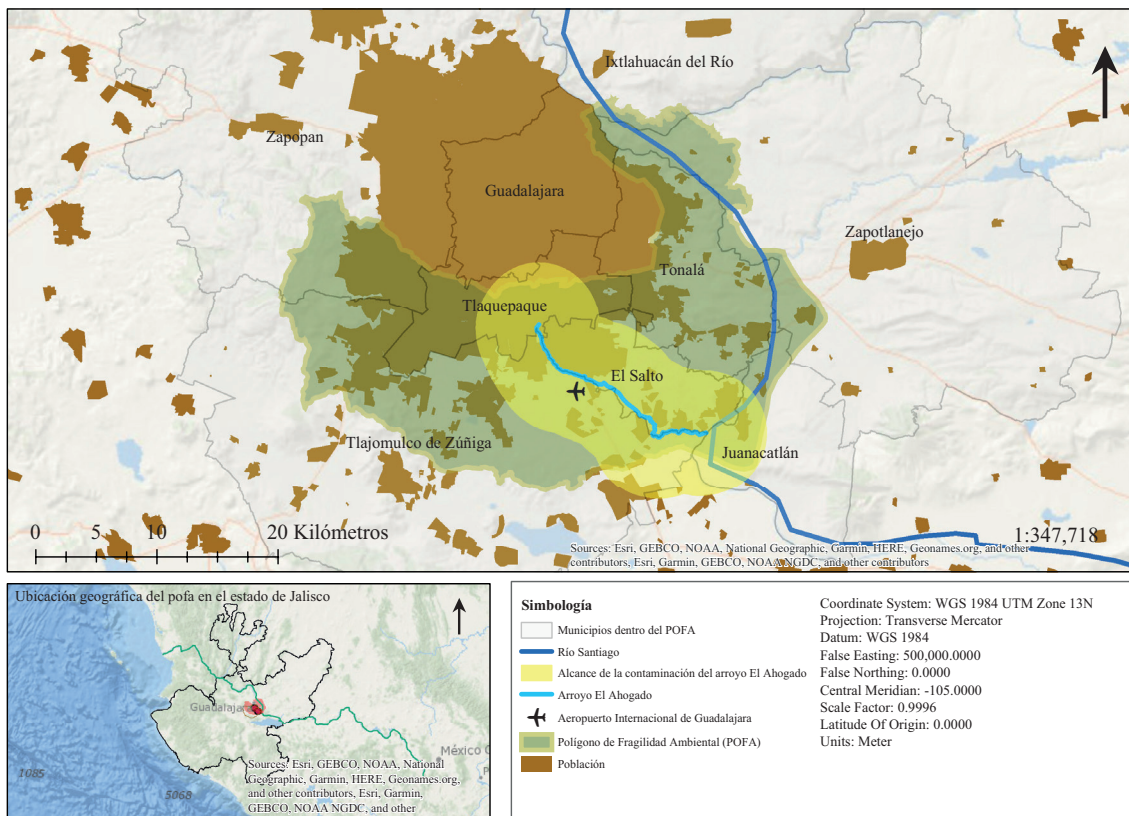 Ixtlahuacán del Río
Zapopan
Guadalajara
Zapotlanejo
Tonalá
Tlaquepaque
El Salto
Tlajomulco de Zúñiga
Juanacatlán
0 5 10 20 Kilómetros
1:347,718
Sources: Esri, GEBCO, NOAA, National Geographic, Garmin, HERE, Geonames.org, and other
contributors, Esri, Garmin, GEBCO, NOAA NGDC, and other contributors
Ubicación geográfica del pofa en el estado de Jalisco
Guadalaja
México
1085
5068
Sources: Esri, GEBCO, NOAA, National
Geographic, Garmin, HERE, Geonames.org,
and other contributors, Esri, Garmin,
GEBCO, NOAA NGDC, and other
Simbología
Municipios dentro del POFA
Río Santiago
Alcance de la contaminación del arroyo El Ahogado
Arroyo El Ahogado
Aeropuerto Internacional de Guadalajara
Polígono de Fragilidad Ambiental (POFA)
Población
Coordinate System: WGS 1984 UTM Zone 13N
Projection: Transverse Mercator
Datum: WGS 1984
False Easting: 500,000.0000
False Northing: 0.0000
Central Meridian: -105.0000
Scale Factor: 0.9996
Latitude Of Origin: 0.0000
Units: Meter